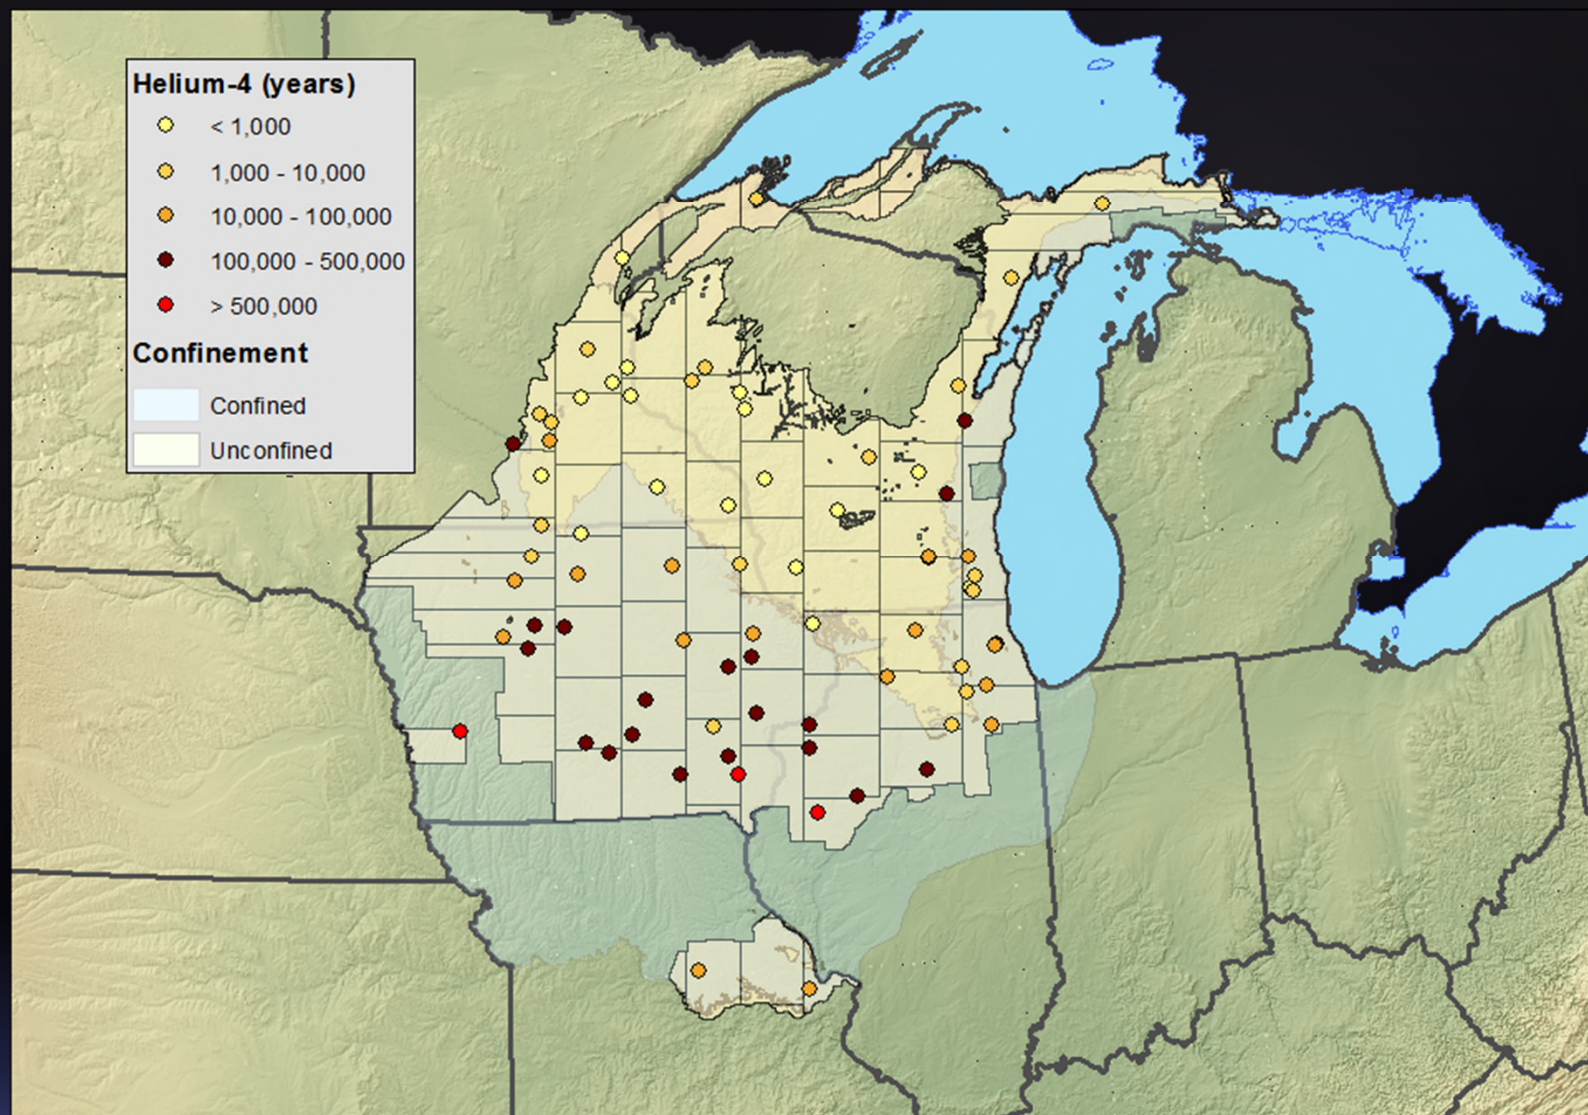 Helium-4 (years)
< 1,000
1,000 - 10,000
10,000 - 100,000
100,000 - 500,000
> 500,000
Confinement
Confined
Unconfined